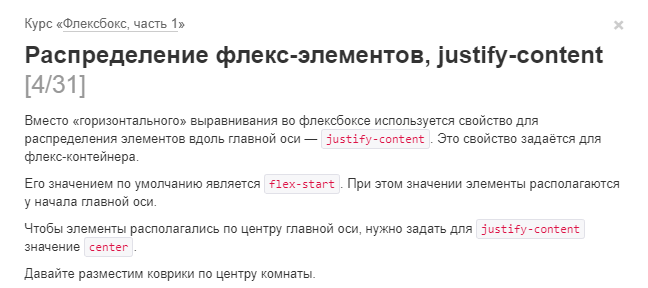 Курс «Флексбокс, часть 1»
×
Распределение флекс-элементов, justify-content
[4/31]
Вместо «горизонтального» выравнивания во флексбоксе используется свойство для
распределения элементов вдоль главной оси — justify-content. Это свойство задаётся для
флекс-контейнера.
Его значением по умолчанию является flex-start. При этом значении элементы располагаются
у начала главной оси.
Чтобы элементы располагались по центру главной оси, нужно задать для justify-content
значение center.
Давайте разместим коврики по центру комнаты.